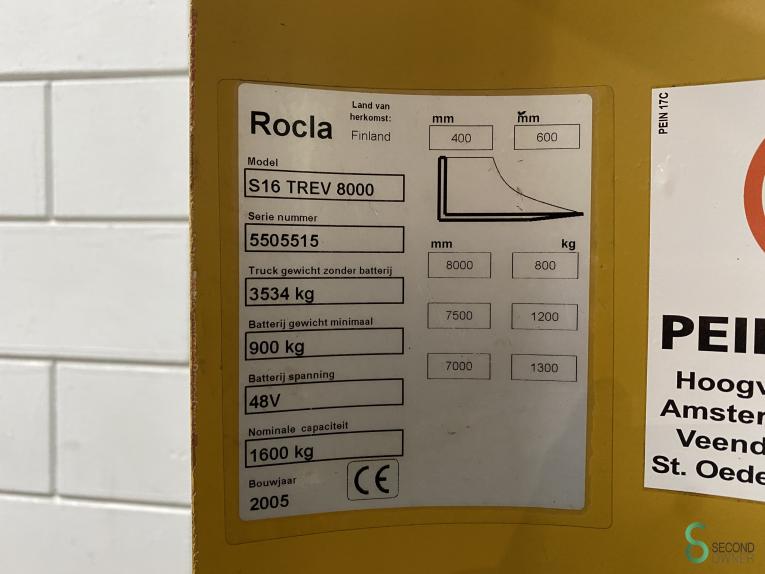 Rocla
Land van
herkomst:
Finland
Model
S16 TREV 8000
Serie nummer
5505515
Truck gewicht zonder batterij
3534 kg
Batterij gewicht minimaal
900 kg
Batterij spanning
48V
Nominale capaciteit
1600 kg
Bouwjaar
2005
CE
mm mm
400 600
mm kg
8000 800
7500 1200
7000 1300
PEIN 17C
PEI
Hoogv
Amster
Veend
St. Oede
SECOND
OWNER